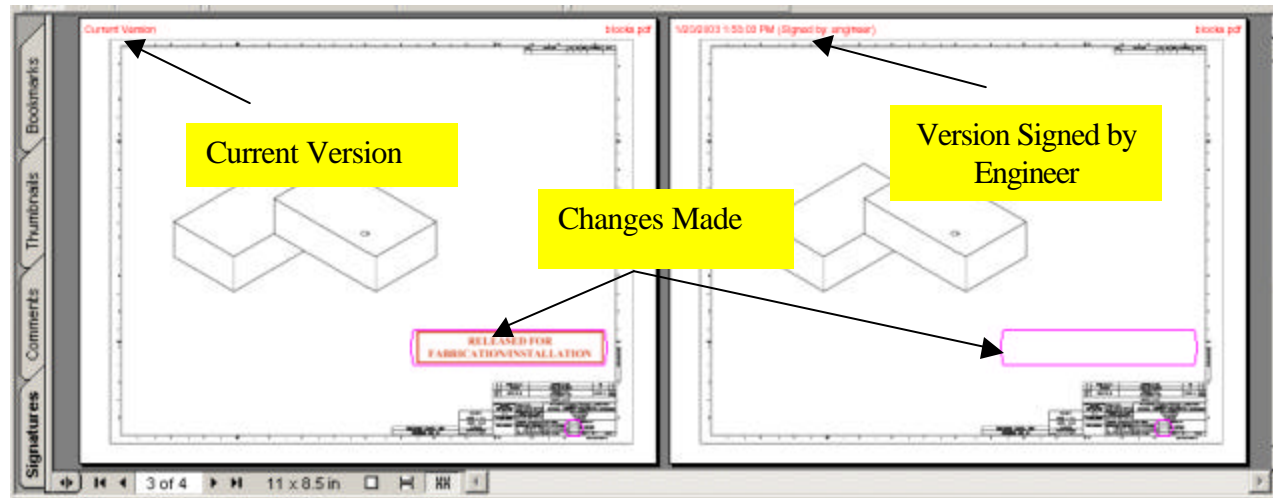 Current Version
blocks.pdf
(Signed by engineer)
blocks.pdf
Bookmarks
Thumbnails
Comments
Signatures
Current Version
Version Signed by
Engineer
Changes Made
RELEASED FOR
FABRICATION/INSTALLATION
3 of 4
11 x 8.5 in